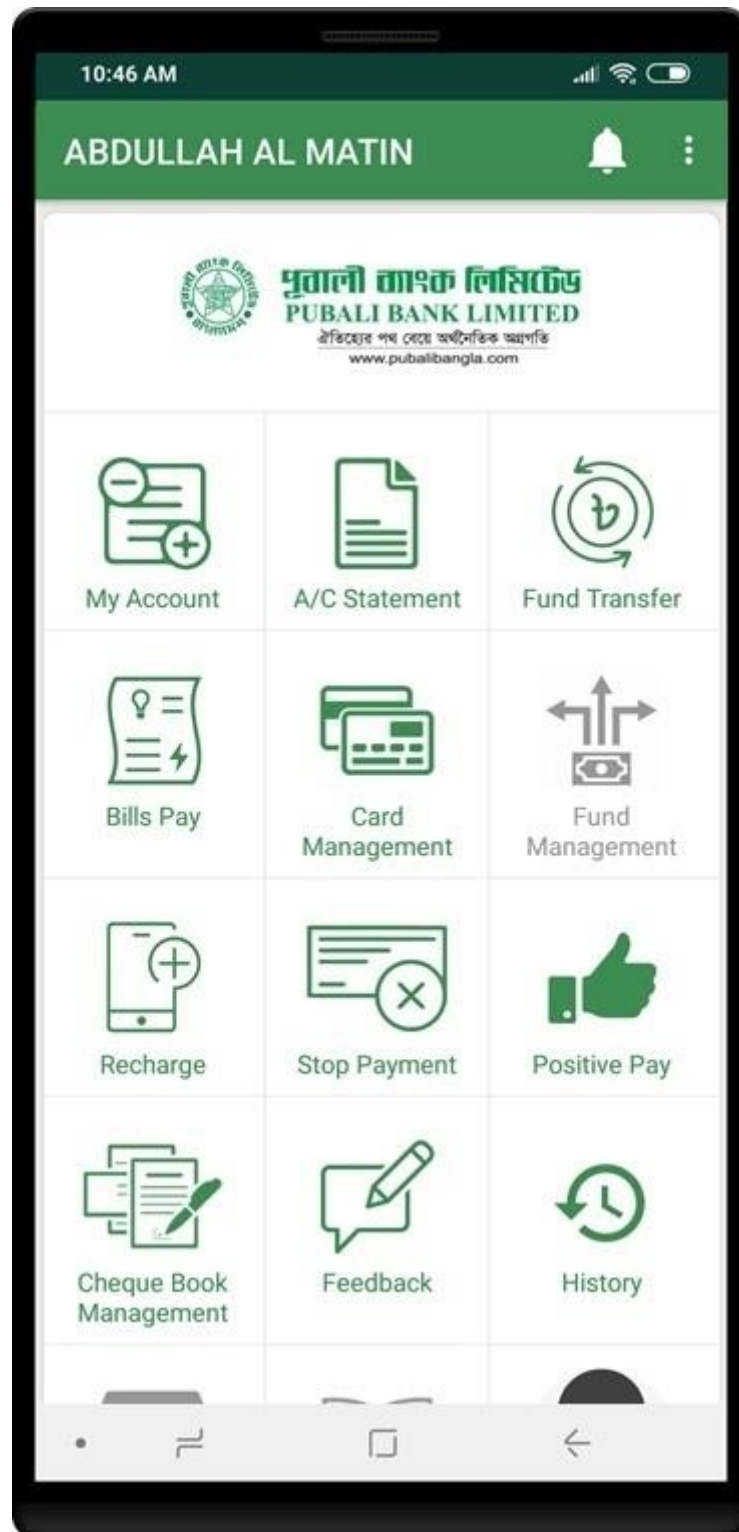 10:46 AM
ABDULLAH AL MATIN
পূবালী ব্যাংক লিমিটেড
PUBALI BANK LIMITED
ঐতিহ্যের পথ বেয়ে অর্থনৈতিক অগ্রগতি
www.pubalibangla.com
My Account
A/C Statement
Fund Transfer
৳
Bills Pay
Card
Management
Fund
Management
Recharge
Stop Payment
Positive Pay
Cheque Book
Management
Feedback
History